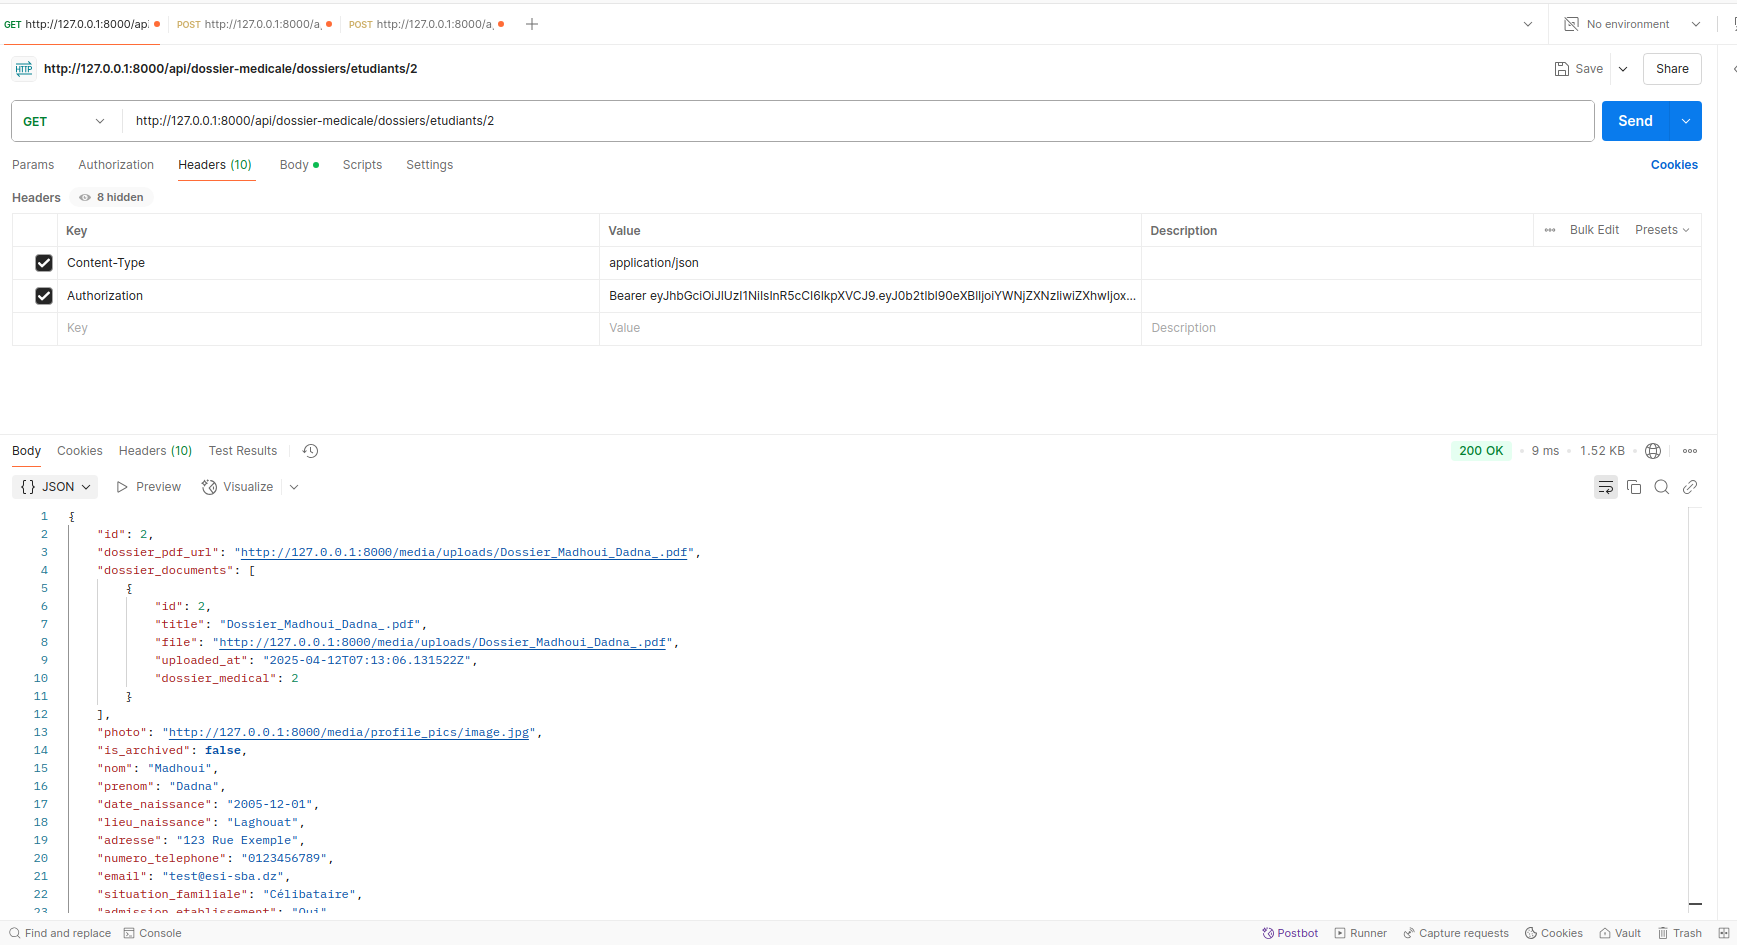 GET http://127.0.0.1:8000/api
POST http://127.0.0.1:8000/a
POST http://127.0.0.1:8000/a
No environment
HTTP http://127.0.0.1:8000/api/dossier-medicale/dossiers/etudiants/2
Save
Share
GET
http://127.0.0.1:8000/api/dossier-medicale/dossiers/etudiants/2
Send
Params Authorization Headers (10) Body Scripts Settings
Cookies
Headers 8 hidden
Key Value Description Bulk Edit Presets
Content-Type application/json
Authorization Bearer eyJhbGciOiJIUzI1NiIsInR5cCI6IkpXVCJ9.eyJ0b2tlbl90eXBlIjoiYWNjZXNzIiwiZXhwIjox...
Key Value Description
Body Cookies Headers (10) Test Results
200 OK 9 ms 1.52 KB
{} JSON Preview Visualize
1 {
2 "id": 2,
3 "dossier_pdf_url": "http://127.0.0.1:8000/media/uploads/Dossier_Madhoui_Dadna_.pdf",
4 "dossier_documents": [
5 {
6 "id": 2,
7 "title": "Dossier_Madhoui_Dadna_.pdf",
8 "file": "http://127.0.0.1:8000/media/uploads/Dossier_Madhoui_Dadna_.pdf",
9 "uploaded_at": "2025-04-12T07:13:06.131522Z",
10 "dossier_medical": 2
11 }
12 ],
13 "photo": "http://127.0.0.1:8000/media/profile_pics/image.jpg",
14 "is_archived": false,
15 "nom": "Madhoui",
16 "prenom": "Dadna",
17 "date_naissance": "2005-12-01",
18 "lieu_naissance": "Laghouat",
19 "adresse": "123 Rue Exemple",
20 "numero_telephone": "0123456789",
21 "email": "test@esi-sba.dz",
22 "situation_familiale": "Célibataire",
23 "admission_etablissement": "Oui"
Find and replace Console
Postbot Runner Capture requests Cookies Vault Trash